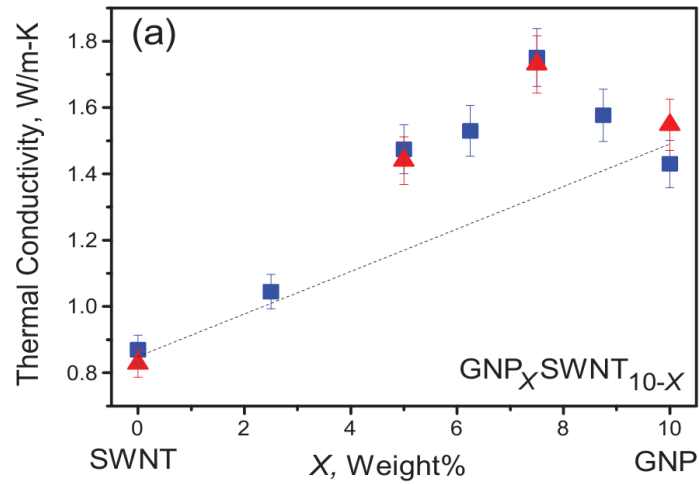 (a)
Thermal Conductivity, W/m-K
1.8
1.6
1.4
1.2
1.0
0.8
GNPXSWNT10-X
0 2 4 6 8 10
SWNT X, Weight% GNP